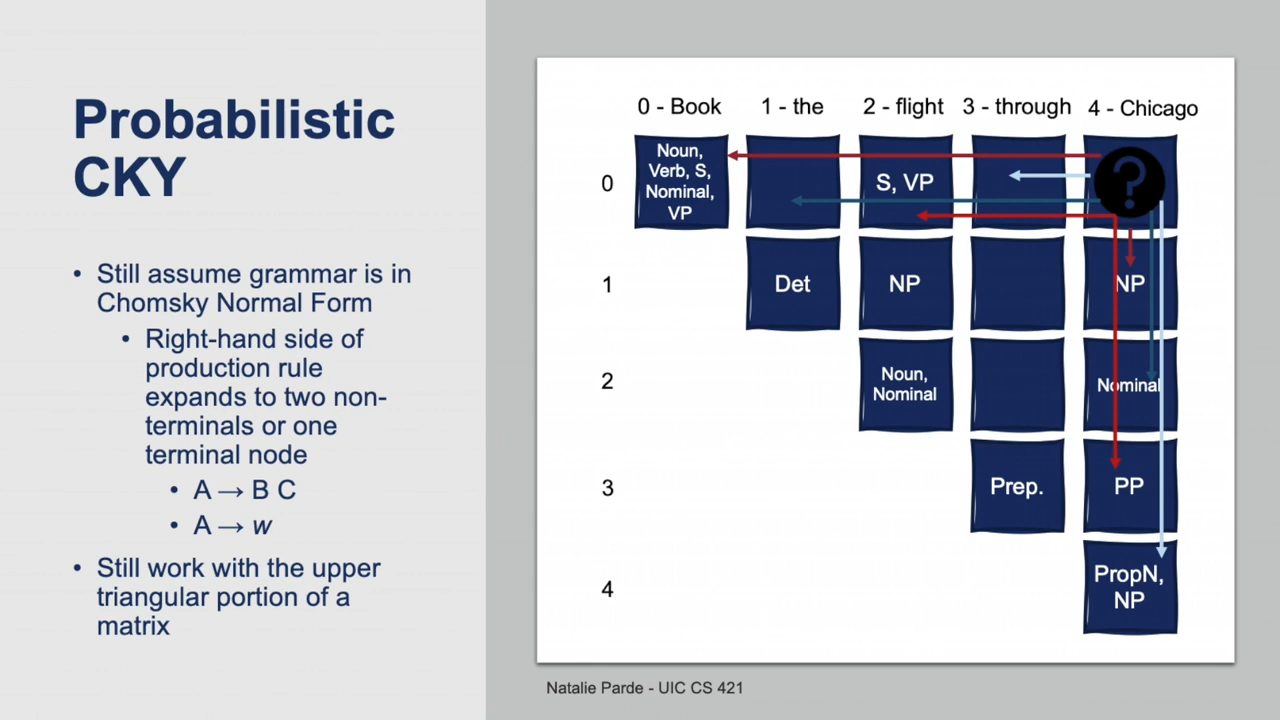 Probabilistic
CKY
• Still assume grammar is in
Chomsky Normal Form
• Right-hand side of
production rule
expands to two non-
terminals or one
terminal node
• A → B C
• A → w
• Still work with the upper
triangular portion of a
matrix
0 - Book 1 - the 2 - flight 3 - through 4 - Chicago
0
Noun,
Verb, S,
Nominal,
VP
S, VP
?
1
Det
NP
NP
2
Noun,
Nominal
Nominal
3
Prep.
PP
4
PropN,
NP
Natalie Parde - UIC CS 421